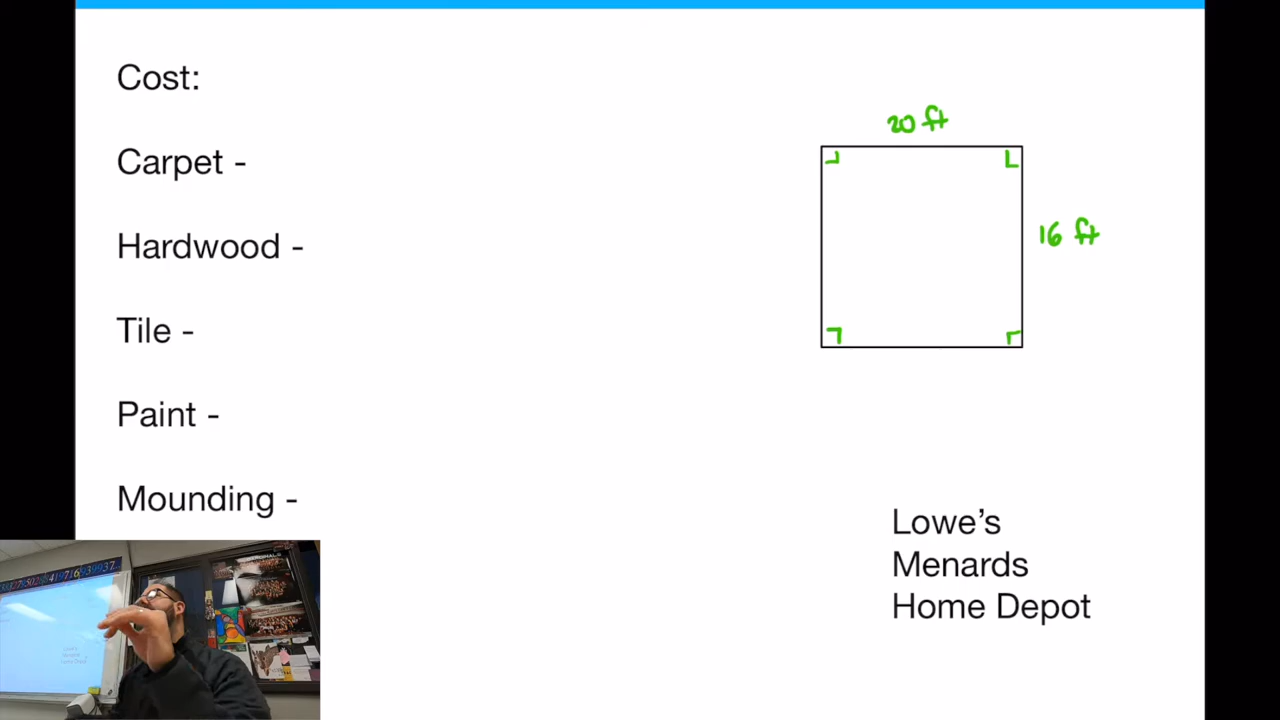 Cost:
Carpet -
Hardwood -
Tile -
Paint -
Mounding -
20 ft
16 ft
Lowe's
Menards
Home Depot